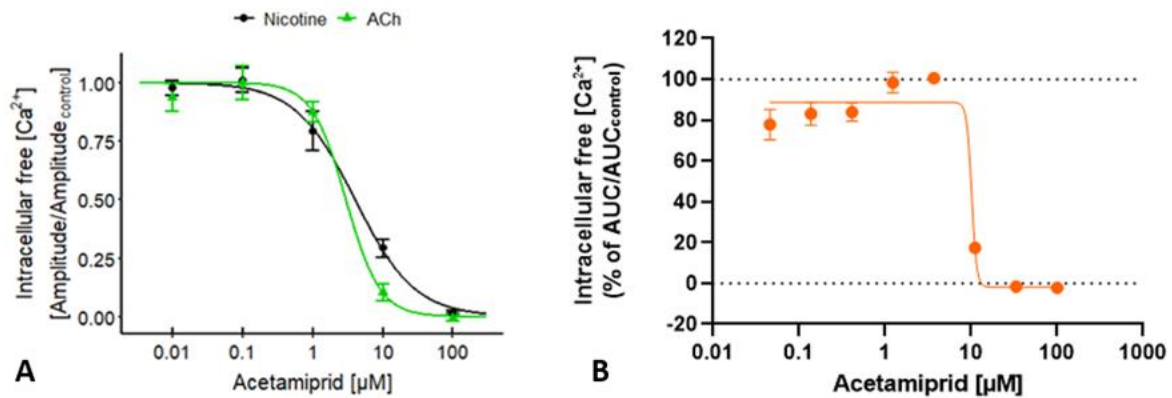 Nicotine ACh
Intracellular free [Ca²⁺]
[Amplitude/Amplitude control]
1.00
0.75
0.50
0.25
0.00
0.01 0.1 1 10 100
Acetamiprid [µM]
A
Intracellular free [Ca²⁺]
(% of AUC/AUCcontrol)
120
100
80
60
40
20
0
-20
0.01 0.1 1 10 100 1000
Acetamiprid [µM]
B